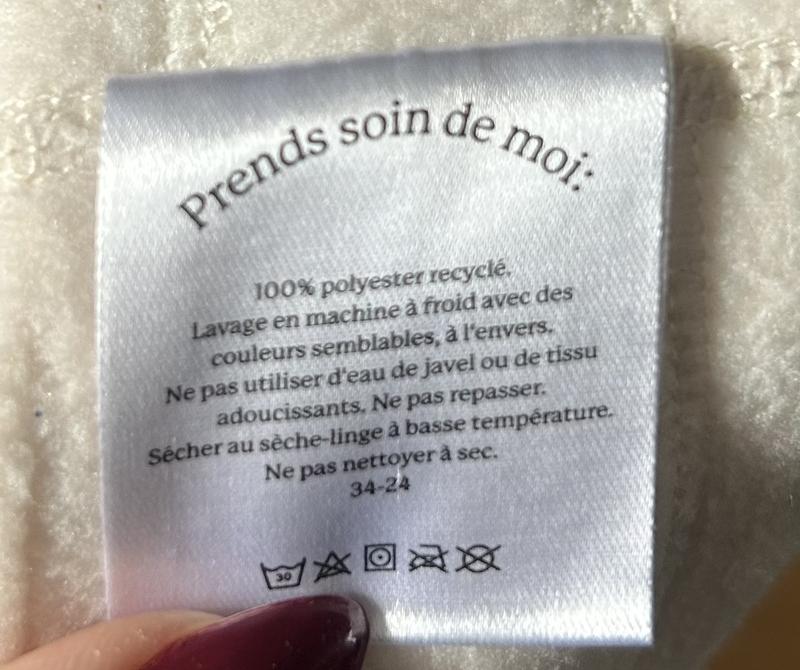 Prends soin de moi:
100% polyester recyclé.
Lavage en machine à froid avec des
couleurs semblables, à l'envers.
Ne pas utiliser d'eau de javel ou de tissu
adoucissants. Ne pas repasser.
Sécher au sèche-linge à basse température.
Ne pas nettoyer à sec.
34-24
30